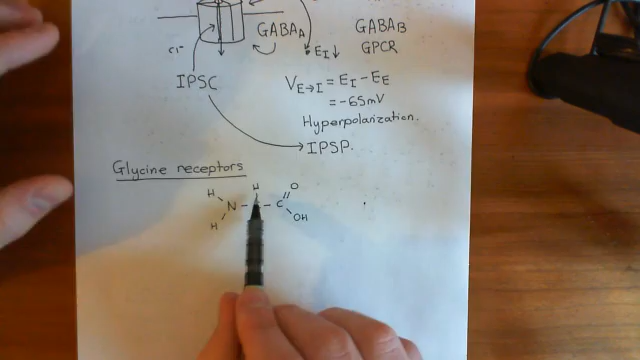 GABAA
GABAB
GPCR
Cl-
EI↓
IPSC
VE→I = EI - EE
= -65mV
Hyperpolarization.
IPSP.
Glycine receptors
H H O
N - - C
H OH